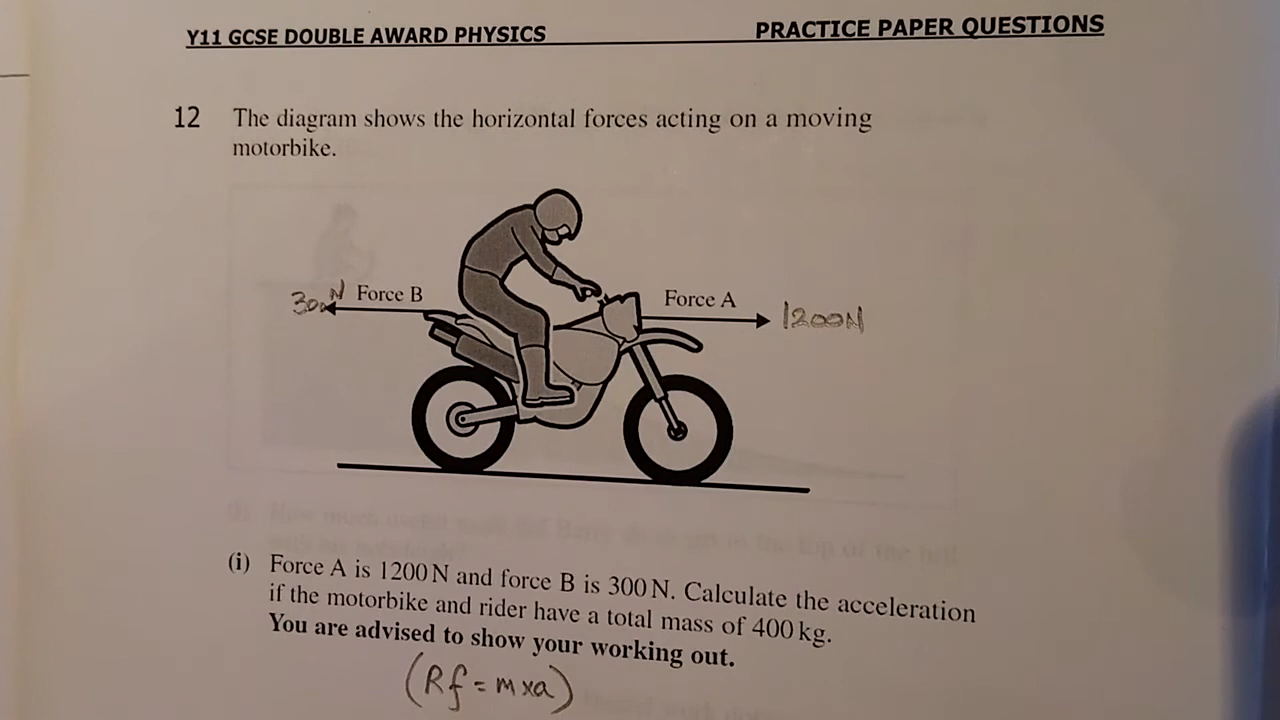 Y11 GCSE DOUBLE AWARD PHYSICS PRACTICE PAPER QUESTIONS
12 The diagram shows the horizontal forces acting on a moving
motorbike.
300N Force B Force A 1200N
(i) Force A is 1200 N and force B is 300 N. Calculate the acceleration
if the motorbike and rider have a total mass of 400 kg.
You are advised to show your working out.
(Rf = m x a)